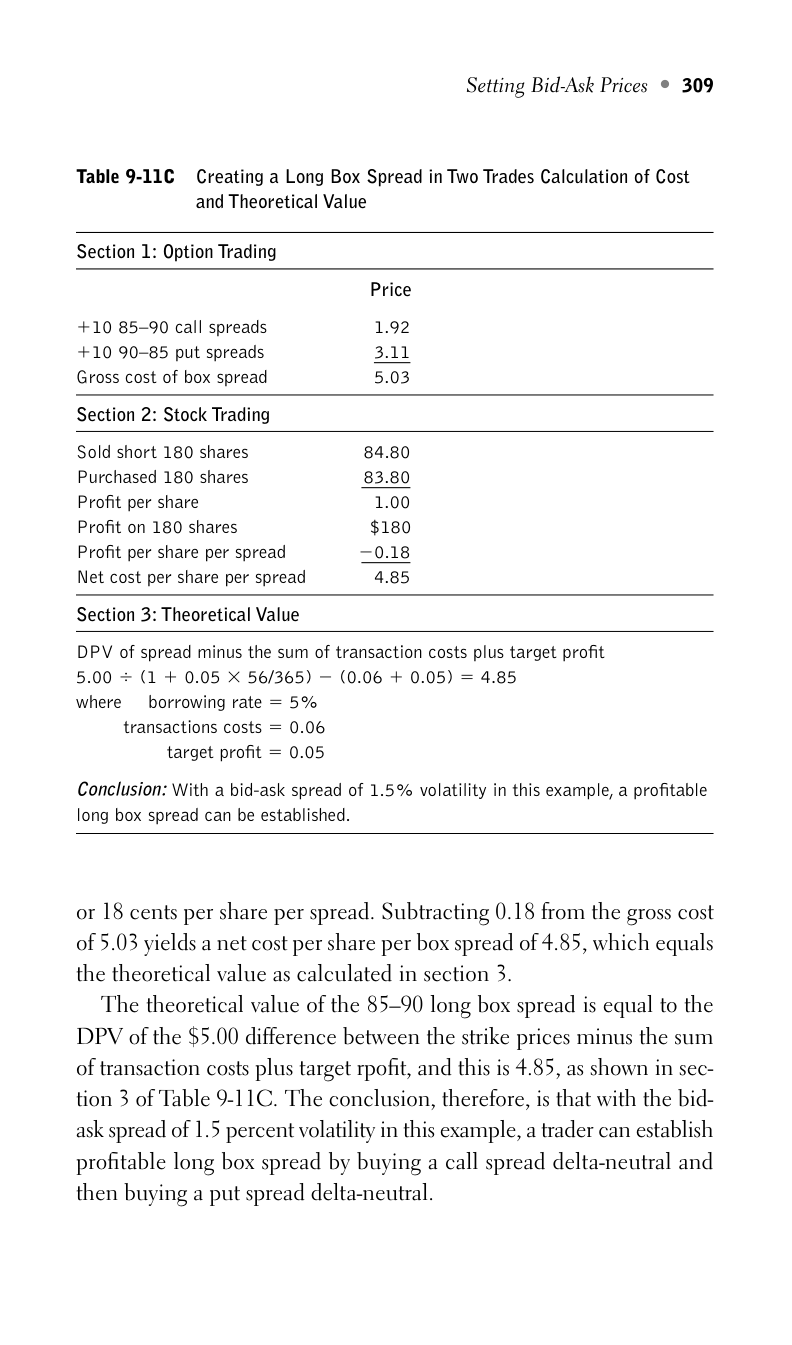 Setting Bid-Ask Prices • 309
Table 9-11C Creating a Long Box Spread in Two Trades Calculation of Cost
and Theoretical Value
Section 1: Option Trading
Price
+10 85–90 call spreads 1.92
+10 90–85 put spreads 3.11
Gross cost of box spread 5.03
Section 2: Stock Trading
Sold short 180 shares 84.80
Purchased 180 shares 83.80
Profit per share 1.00
Profit on 180 shares $180
Profit per share per spread −0.18
Net cost per share per spread 4.85
Section 3: Theoretical Value
DPV of spread minus the sum of transaction costs plus target profit
5.00 ÷ (1 + 0.05 × 56/365) − (0.06 + 0.05) = 4.85
where borrowing rate = 5%
transactions costs = 0.06
target profit = 0.05
Conclusion: With a bid-ask spread of 1.5% volatility in this example, a profitable
long box spread can be established.
or 18 cents per share per spread. Subtracting 0.18 from the gross cost
of 5.03 yields a net cost per share per box spread of 4.85, which equals
the theoretical value as calculated in section 3.
The theoretical value of the 85–90 long box spread is equal to the
DPV of the $5.00 difference between the strike prices minus the sum
of transaction costs plus target rpofit, and this is 4.85, as shown in sec-
tion 3 of Table 9-11C. The conclusion, therefore, is that with the bid-
ask spread of 1.5 percent volatility in this example, a trader can establish
profitable long box spread by buying a call spread delta-neutral and
then buying a put spread delta-neutral.